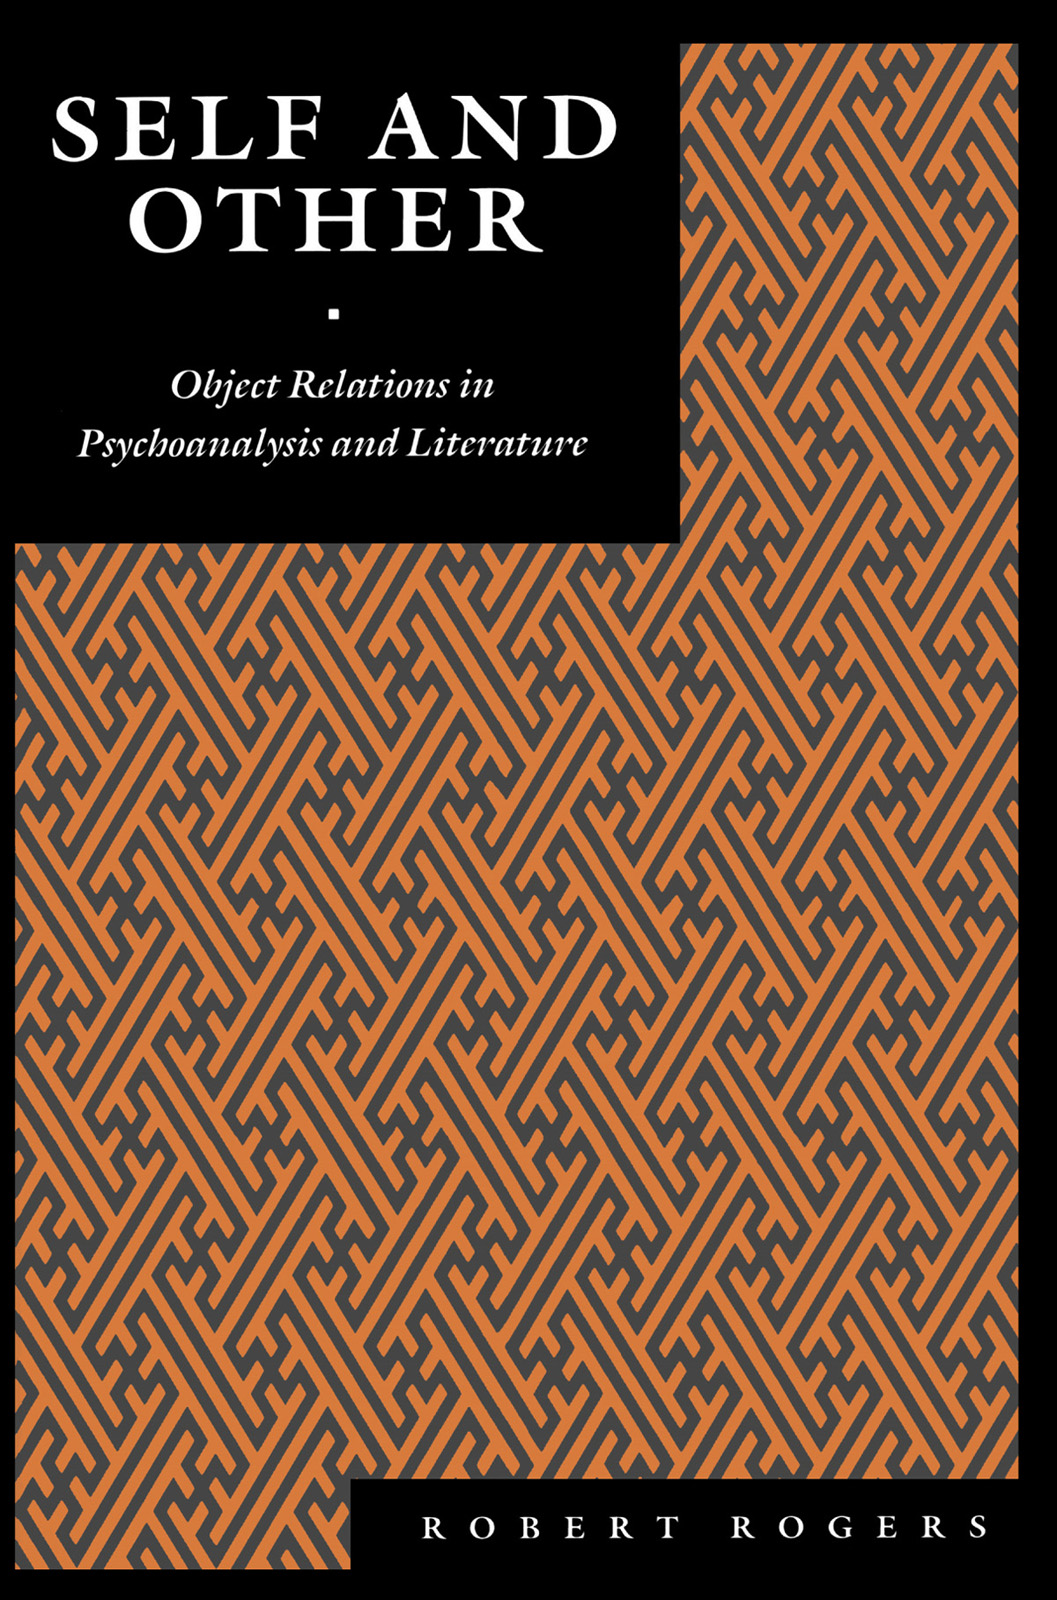 SELF AND
OTHER
Object Relations in
Psychoanalysis and Literature
ROBERT ROGERS